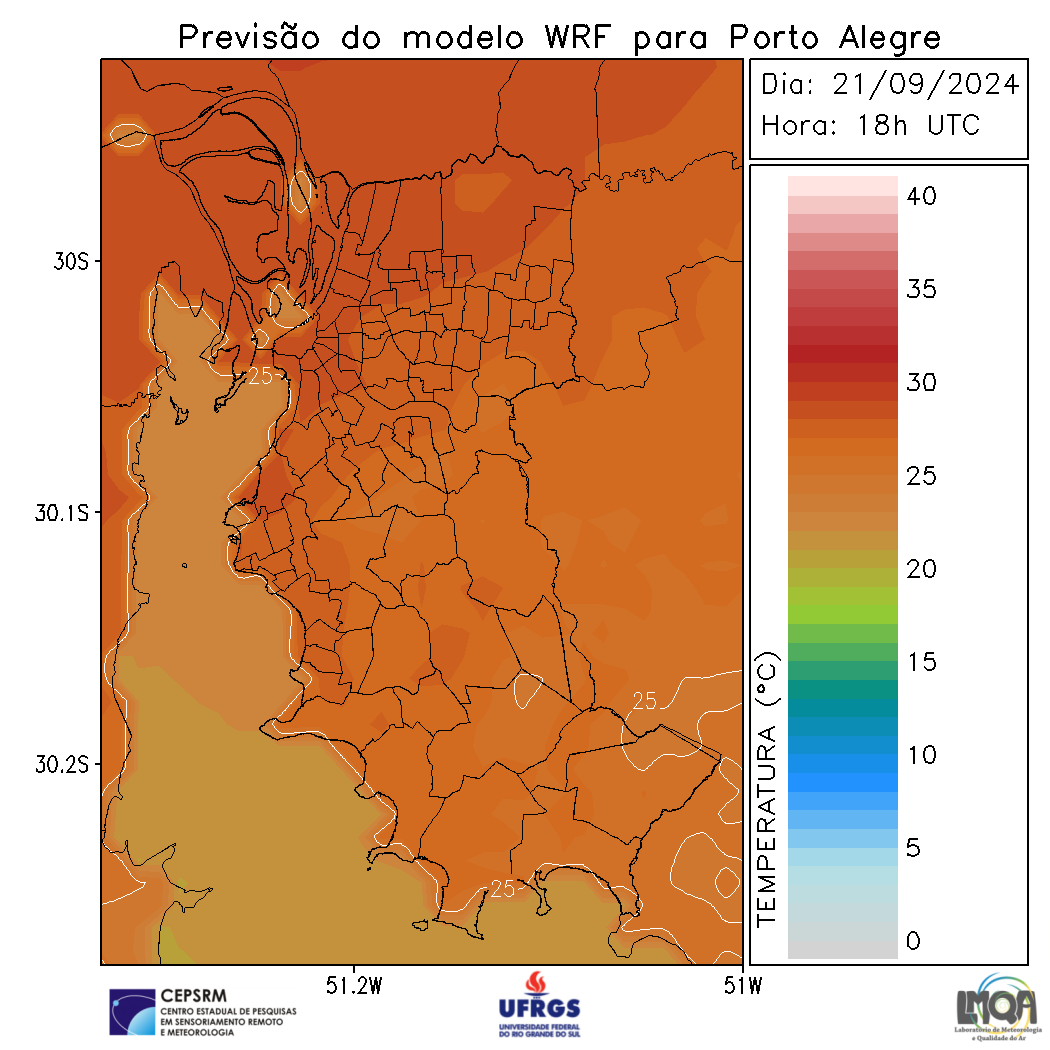 Previsão do modelo WRF para Porto Alegre
Dia: 21/09/2024
Hora: 18h UTC
30S
30.1S
30.2S
51.2W
51W
25
25
25
TEMPERATURA (°C)
40
35
30
25
20
15
10
5
0
CEPSRM
CENTRO ESTADUAL DE PESQUISAS
EM SENSORIAMENTO REMOTO
E METEOROLOGIA
UFRGS
UNIVERSIDADE FEDERAL
DO RIO GRANDE DO SUL
LMQA
Laboratório de Meteorologia
e Qualidade do Ar